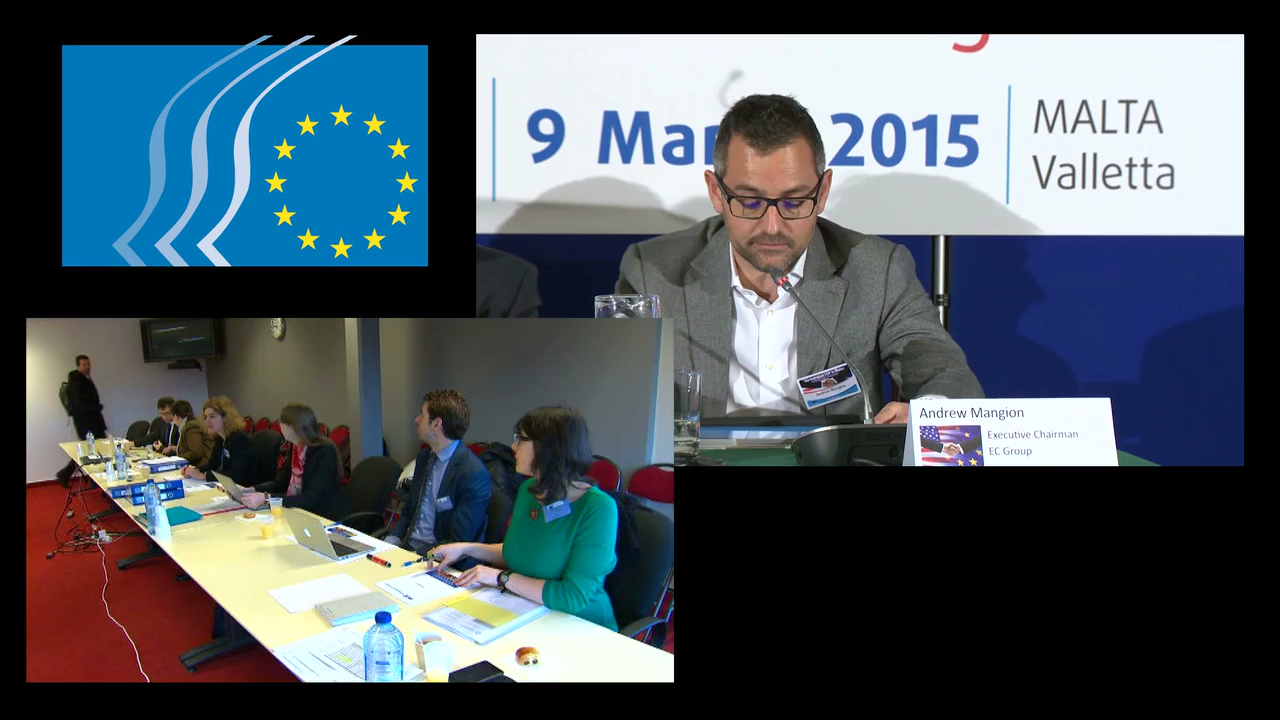 9 Mar 2015
MALTA
Valletta
Andrew Mangion
Executive Chairman
EC Group